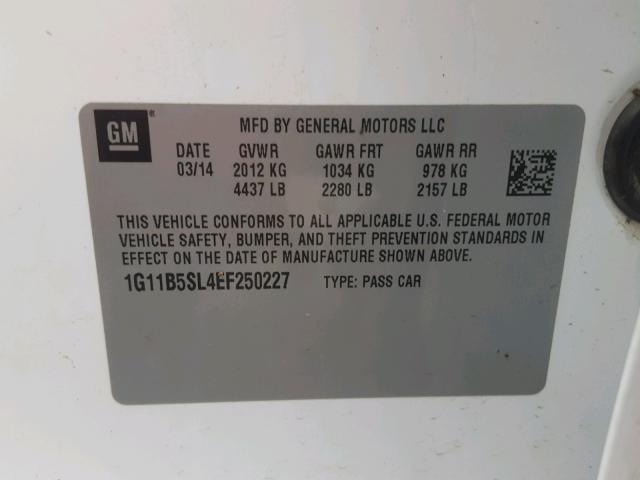 GM ®
MFD BY GENERAL MOTORS LLC
DATE GVWR GAWR FRT GAWR RR
03/14 2012 KG 1034 KG 978 KG
4437 LB 2280 LB 2157 LB
THIS VEHICLE CONFORMS TO ALL APPLICABLE U.S. FEDERAL MOTOR
VEHICLE SAFETY, BUMPER, AND THEFT PREVENTION STANDARDS IN
EFFECT ON THE DATE OF MANUFACTURE SHOWN ABOVE.
1G11B5SL4EF250227 TYPE: PASS CAR